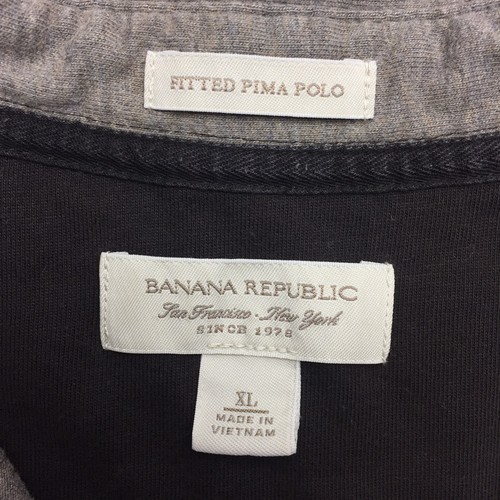 FITTED PIMA POLO
BANANA REPUBLIC
San Francisco - New York
SINCE 1978
XL
MADE IN
VIETNAM